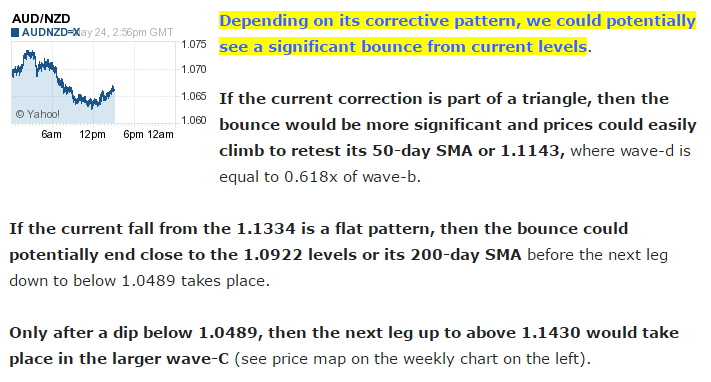 AUD/NZD
AUDNZD=X
ay 24, 2:56pm GMT
1.075
1.070
1.065
1.060
© Yahoo!
6am 12pm 6pm 12am
Depending on its corrective pattern, we could potentially
see a significant bounce from current levels.
If the current correction is part of a triangle, then the
bounce would be more significant and prices could easily
climb to retest its 50-day SMA or 1.1143, where wave-d is
equal to 0.618x of wave-b.
If the current fall from the 1.1334 is a flat pattern, then the bounce could
potentially end close to the 1.0922 levels or its 200-day SMA before the next leg
down to below 1.0489 takes place.
Only after a dip below 1.0489, then the next leg up to above 1.1430 would take
place in the larger wave-C (see price map on the weekly chart on the left).